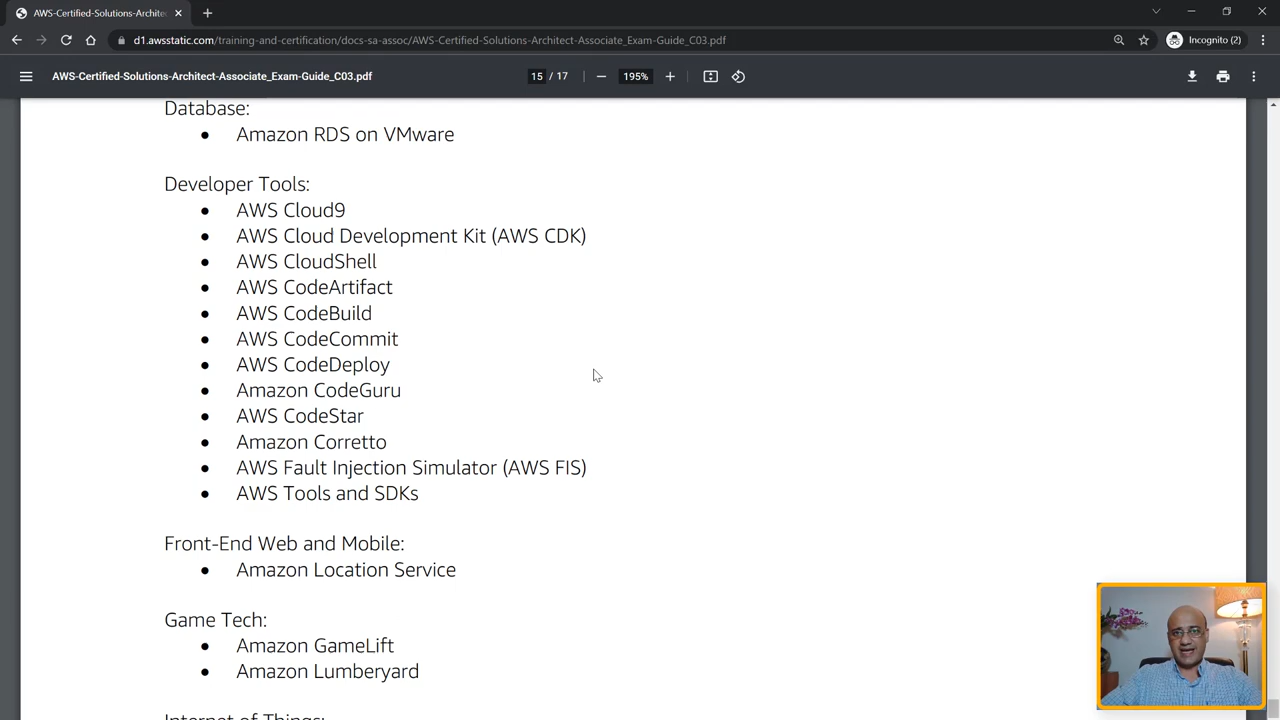 AWS-Certified-Solutions-Archite
d1.awsstatic.com/training-and-certification/docs-sa-assoc/AWS-Certified-Solutions-Architect-Associate_Exam-Guide_C03.pdf
Incognito (2)
AWS-Certified-Solutions-Architect-Associate_Exam-Guide_C03.pdf
15 / 17
195%
Database:
• Amazon RDS on VMware
Developer Tools:
• AWS Cloud9
• AWS Cloud Development Kit (AWS CDK)
• AWS CloudShell
• AWS CodeArtifact
• AWS CodeBuild
• AWS CodeCommit
• AWS CodeDeploy
• Amazon CodeGuru
• AWS CodeStar
• Amazon Corretto
• AWS Fault Injection Simulator (AWS FIS)
• AWS Tools and SDKs
Front-End Web and Mobile:
• Amazon Location Service
Game Tech:
• Amazon GameLift
• Amazon Lumberyard
Internet of Things: